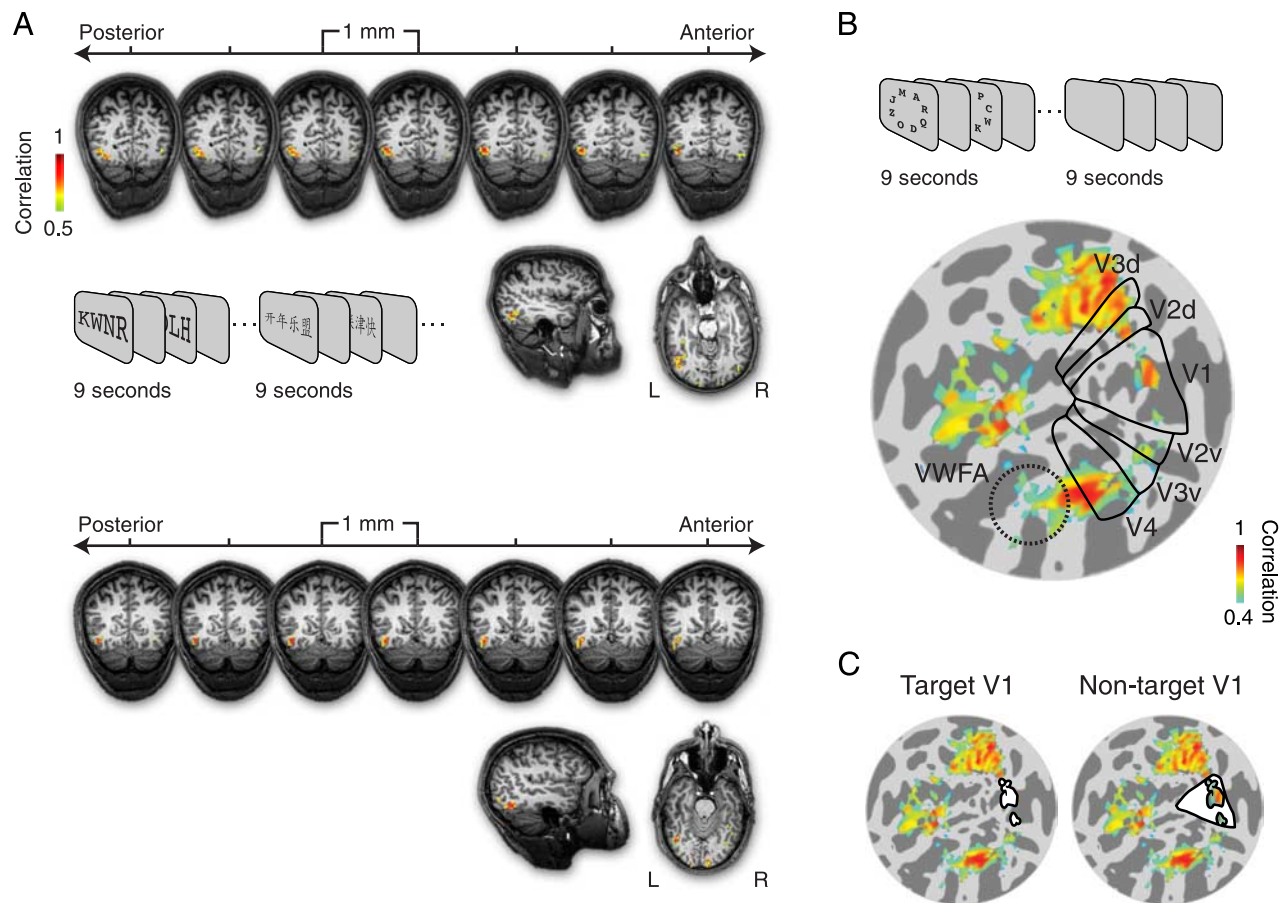 A
Posterior
1 mm
Anterior
1
Correlation
0.5
KWNR
DLH
开年乐盟
津快
9 seconds
9 seconds
L
R
Posterior
1 mm
Anterior
L
R
B
J M A R Q D O Z
P C W K
9 seconds
9 seconds
V3d
V2d
V1
V2v
V3v
V4
VWFA
1
Correlation
0.4
C
Target V1
Non-target V1